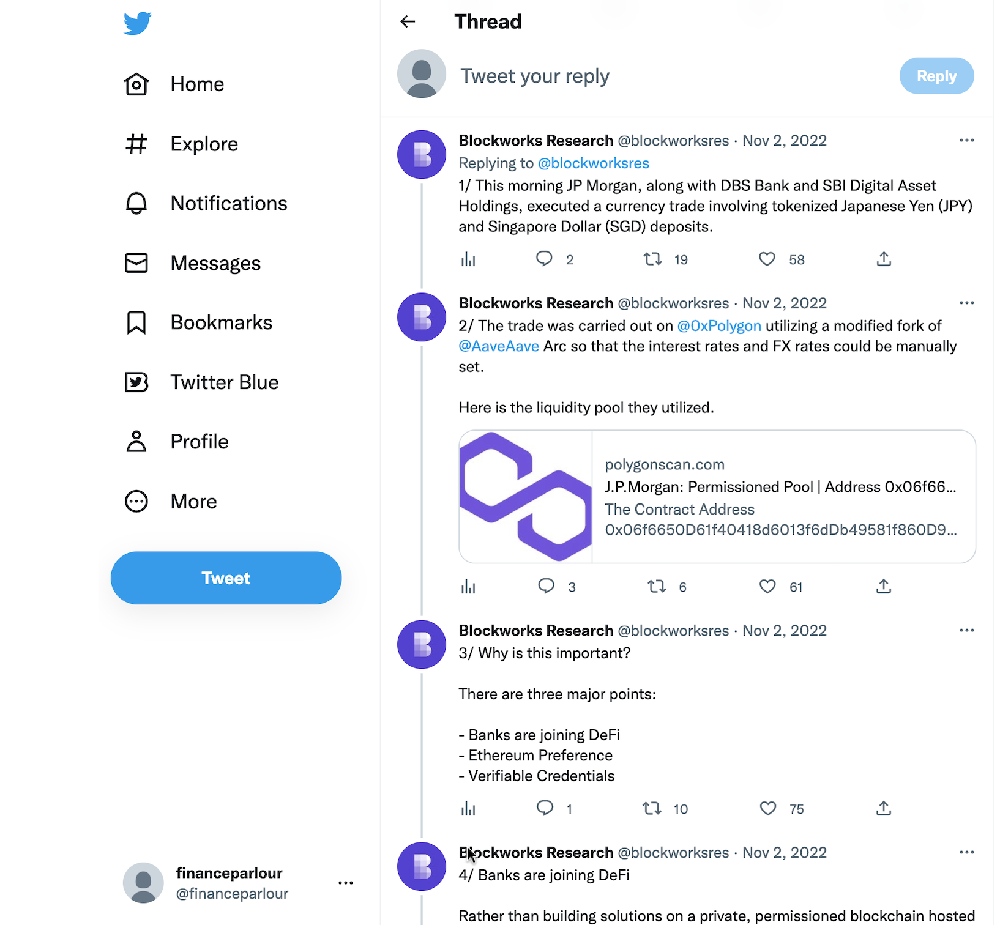 Home
Explore
Notifications
Messages
Bookmarks
Twitter Blue
Profile
More
Tweet
financeparlour
@financeparlour
Thread
Tweet your reply
Reply
Blockworks Research @blockworksres · Nov 2, 2022
Replying to @blockworksres
1/ This morning JP Morgan, along with DBS Bank and SBI Digital Asset
Holdings, executed a currency trade involving tokenized Japanese Yen (JPY)
and Singapore Dollar (SGD) deposits.
2 19 58
Blockworks Research @blockworksres · Nov 2, 2022
2/ The trade was carried out on @0xPolygon utilizing a modified fork of
@AaveAave Arc so that the interest rates and FX rates could be manually
set.
Here is the liquidity pool they utilized.
polygonscan.com
J.P.Morgan: Permissioned Pool | Address 0x06f66...
The Contract Address
0x06f6650D61f40418d6013f6dDb49581f860D9...
3 6 61
Blockworks Research @blockworksres · Nov 2, 2022
3/ Why is this important?
There are three major points:
- Banks are joining DeFi
- Ethereum Preference
- Verifiable Credentials
1 10 75
Blockworks Research @blockworksres · Nov 2, 2022
4/ Banks are joining DeFi
Rather than building solutions on a private, permissioned blockchain hosted